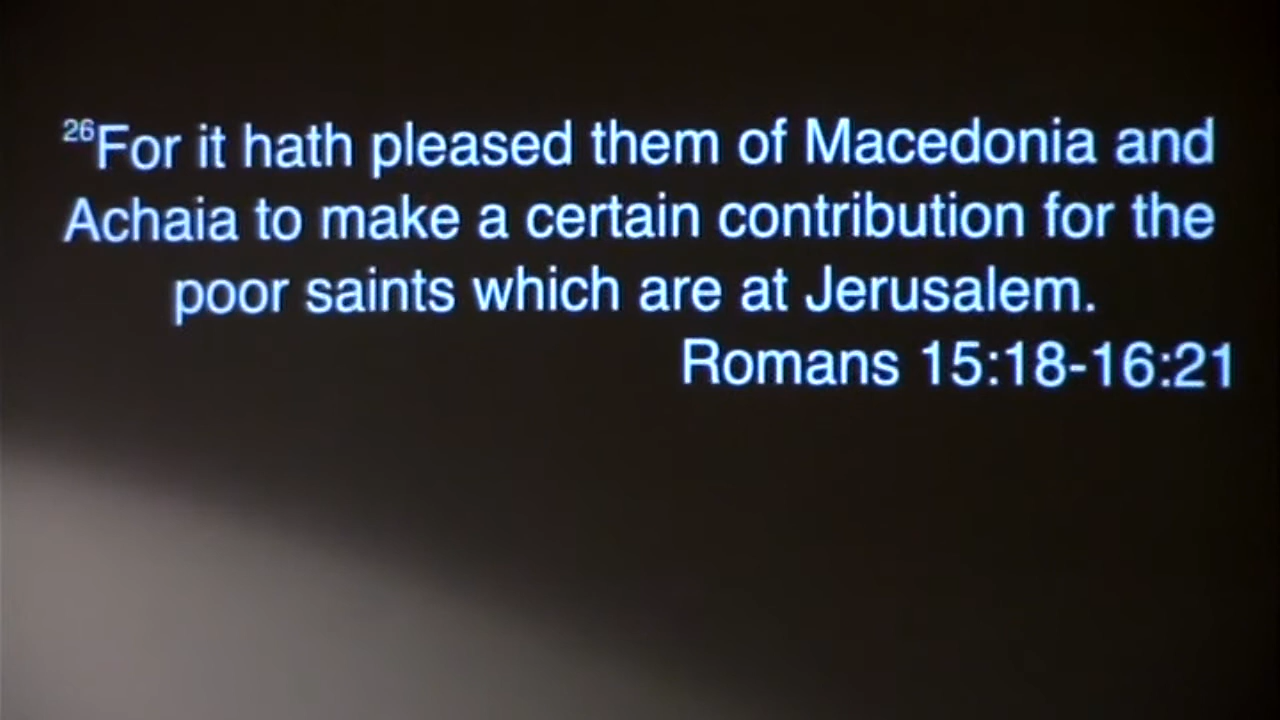 26For it hath pleased them of Macedonia and
Achaia to make a certain contribution for the
poor saints which are at Jerusalem.
Romans 15:18-16:21